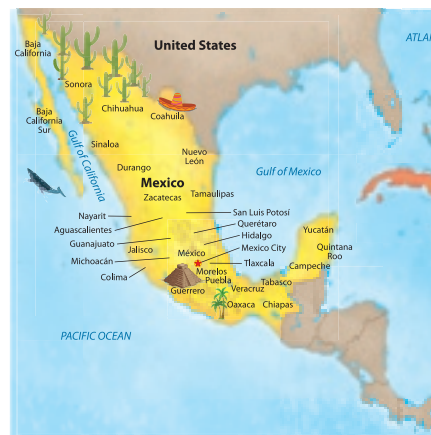 ATLA
United States
Baja
California
Sonora
Chihuahua
Coahuila
Baja
California
Sur
Gulf of California
Sinaloa
Nuevo
León
Durango
Gulf of Mexico
Mexico
Zacatecas
Tamaulipas
Nayarit
San Luis Potosí
Aguascalientes
Querétaro
Guanajuato
Hidalgo
Yucatán
Jalisco
México
Mexico City
Quintana
Roo
Michoacán
Tlaxcala
Campeche
Colima
Morelos
Puebla
Tabasco
Guerrero
Veracruz
Oaxaca
Chiapas
PACIFIC OCEAN